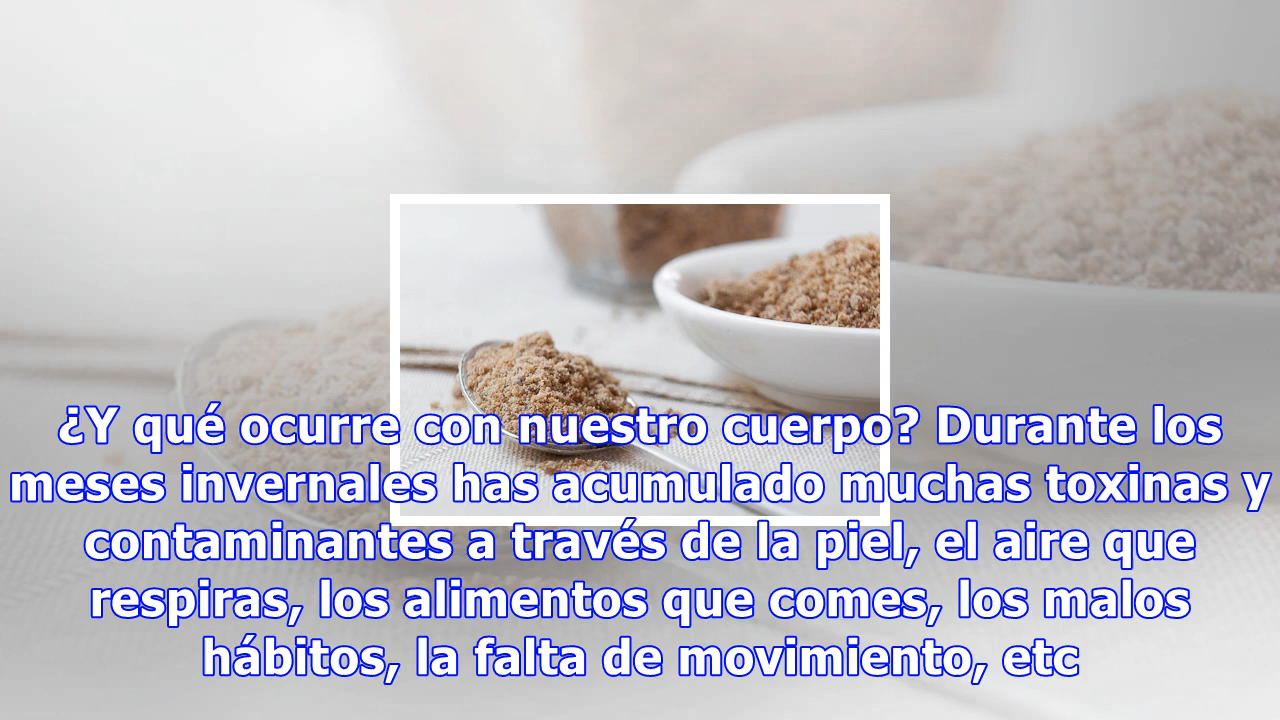 ¿Y qué ocurre con nuestro cuerpo? Durante los
meses invernales has acumulado muchas toxinas y
contaminantes a través de la piel, el aire que
respiras, los alimentos que comes, los malos
hábitos, la falta de movimiento, etc